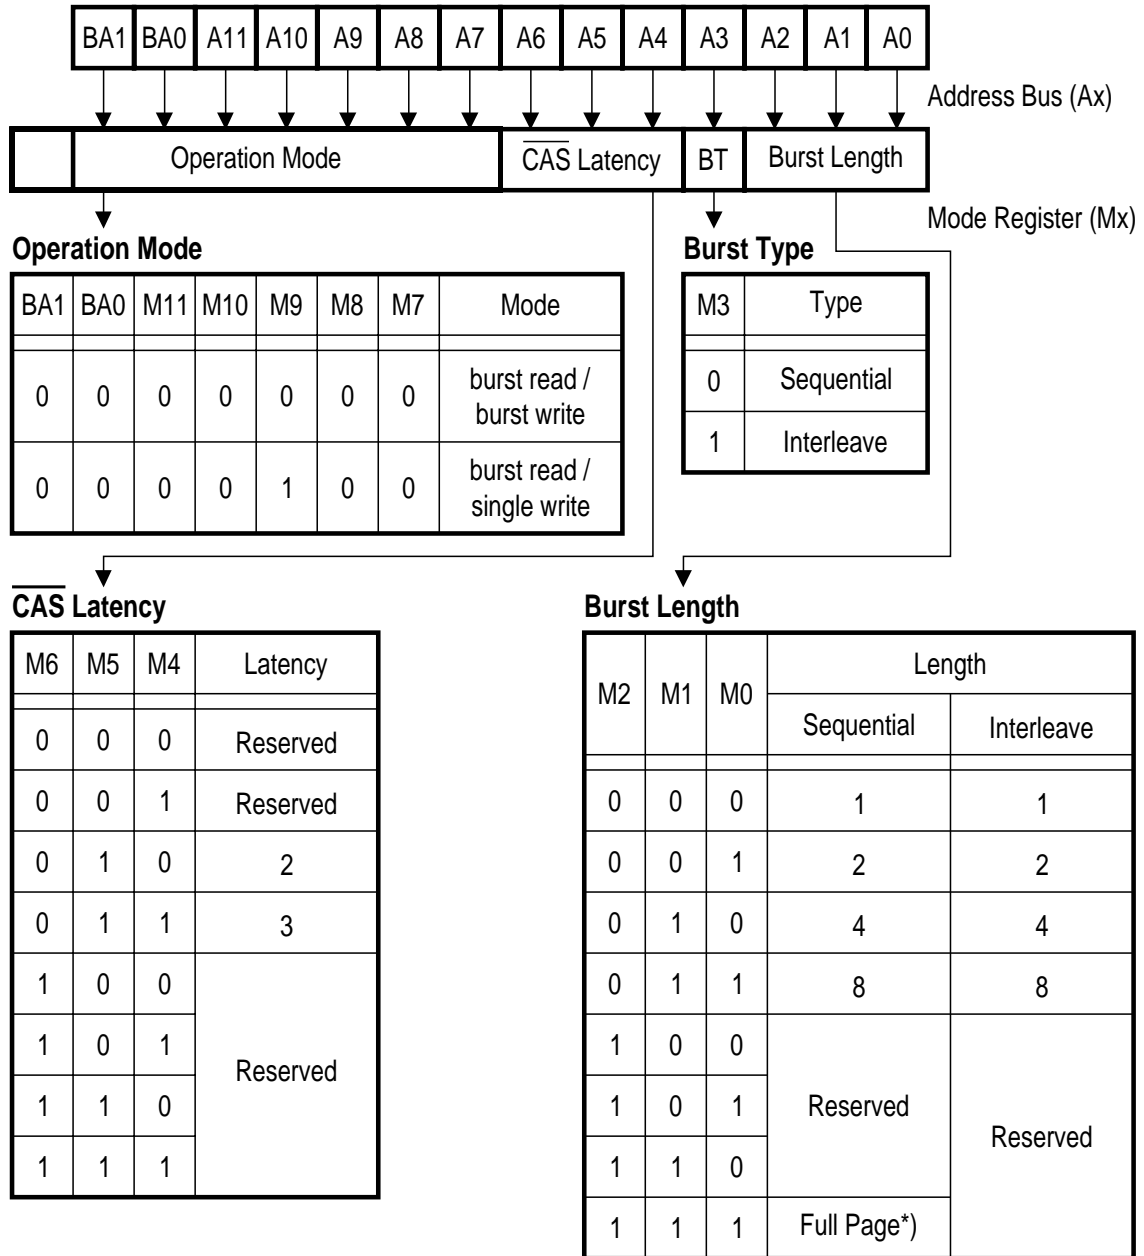 BA1 BA0 A11 A10 A9 A8 A7 A6 A5 A4 A3 A2 A1 A0
Address Bus (Ax)
Operation Mode CAS Latency BT Burst Length
Mode Register (Mx)
Operation Mode
BA1 BA0 M11 M10 M9 M8 M7 Mode
0 0 0 0 0 0 0 burst read /
burst write
0 0 0 0 1 0 0 burst read /
single write
Burst Type
M3 Type
0 Sequential
1 Interleave
CAS Latency
M6 M5 M4 Latency
0 0 0 Reserved
0 0 1 Reserved
0 1 0 2
0 1 1 3
1 0 0
1 0 1
Reserved
1 1 0
1 1 1
Burst Length
M2 M1 M0 Length
Sequential Interleave
0 0 0 1 1
0 0 1 2 2
0 1 0 4 4
0 1 1 8 8
1 0 0
1 0 1 Reserved
Reserved
1 1 0
1 1 1 Full Page*)